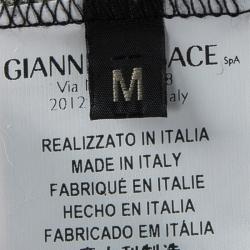 GIANN ACE SpA
M
Via 8
2012 aly
REALIZZATO IN ITALIA
MADE IN ITALY
FABRIQUÉ EN ITALIE
HECHO EN ITALIA
FABRICADO EM ITÁLIA